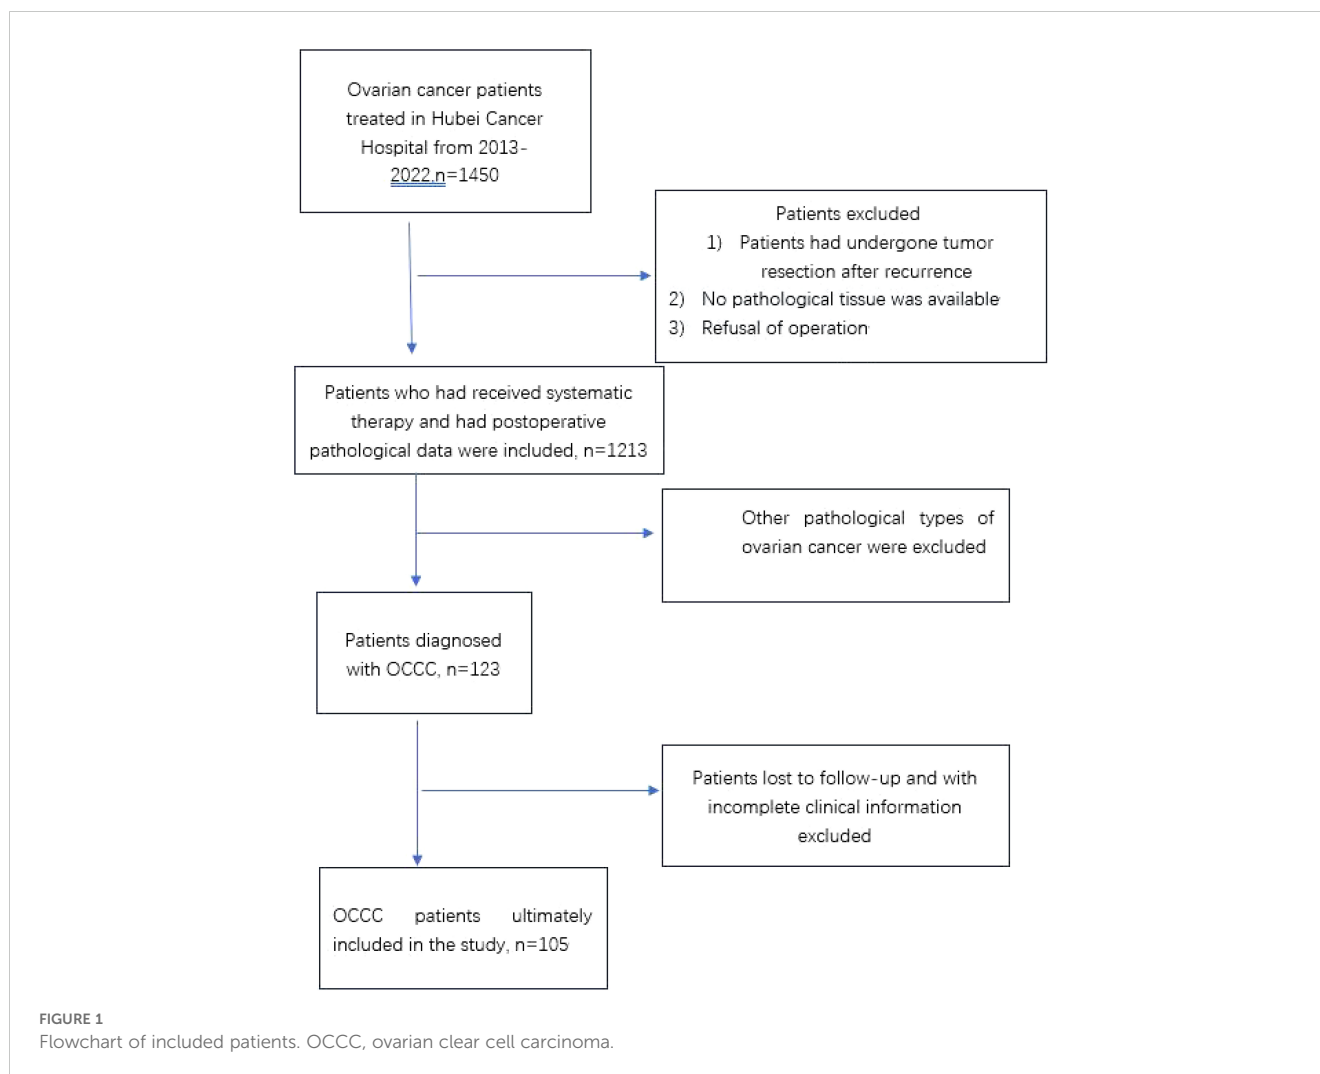 Ovarian cancer patients
treated in Hubei Cancer
Hospital from 2013-
2022,n=1450
Patients excluded
1) Patients had undergone tumor
resection after recurrence
2) No pathological tissue was available
3) Refusal of operation
Patients who had received systematic
therapy and had postoperative
pathological data were included, n=1213
Other pathological types of
ovarian cancer were excluded
Patients diagnosed
with OCCC, n=123
Patients lost to follow-up and with
incomplete clinical information
excluded
OCCC patients ultimately
included in the study, n=105
FIGURE 1
Flowchart of included patients. OCCC, ovarian clear cell carcinoma.